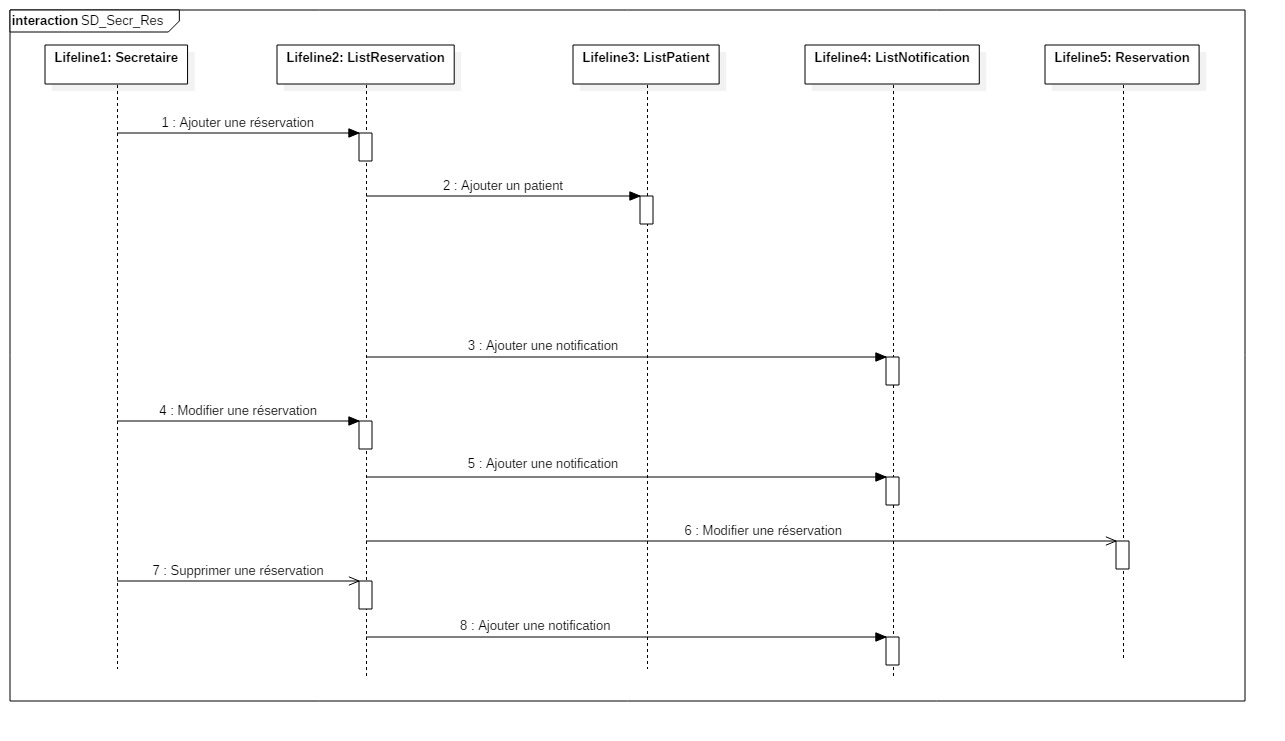 interaction SD_Secr_Res
Lifeline1: Secretaire
Lifeline2: ListReservation
Lifeline3: ListPatient
Lifeline4: ListNotification
Lifeline5: Reservation
1 : Ajouter une réservation
2 : Ajouter un patient
3 : Ajouter une notification
4 : Modifier une réservation
5 : Ajouter une notification
6 : Modifier une réservation
7 : Supprimer une réservation
8 : Ajouter une notification